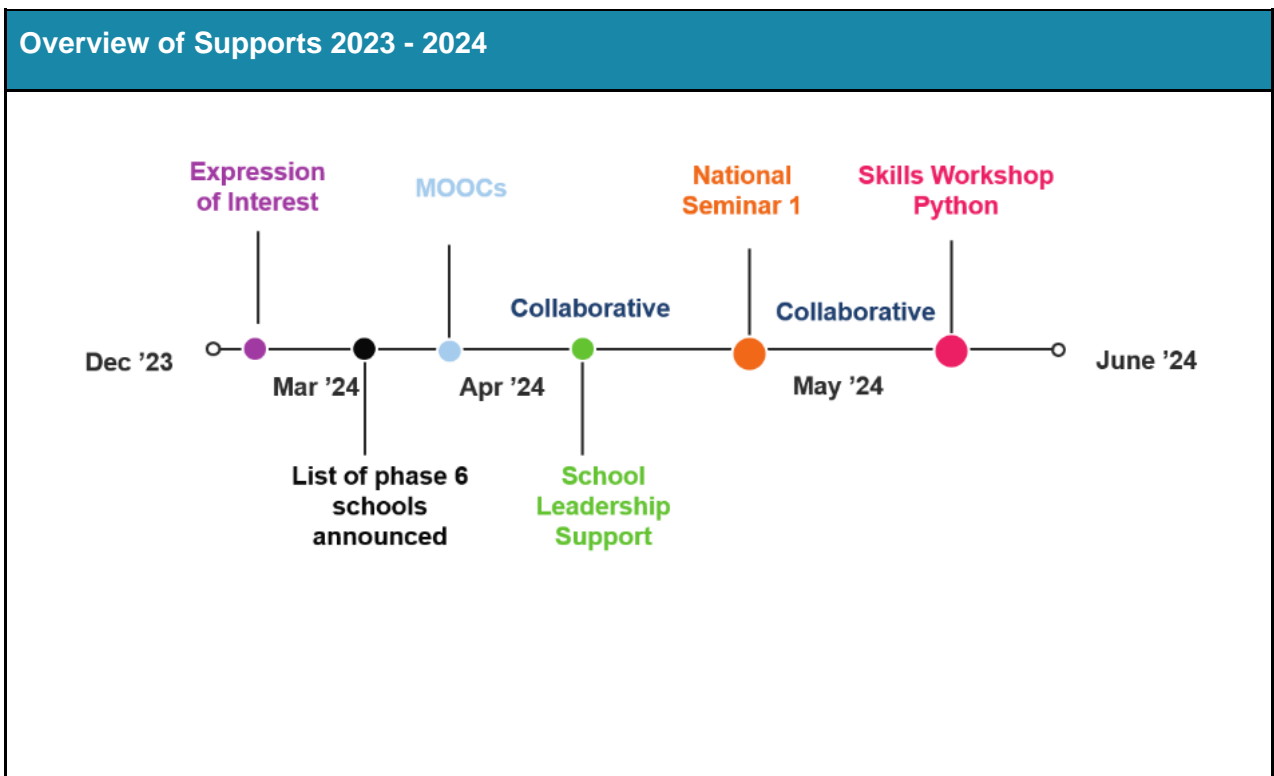 Overview of Supports 2023 - 2024
Expression
of Interest
MOOCs
National
Seminar 1
Skills Workshop
Python
Collaborative
Collaborative
Dec ’23
Mar ’24
Apr ’24
May ’24
June ’24
List of phase 6
schools
announced
School
Leadership
Support